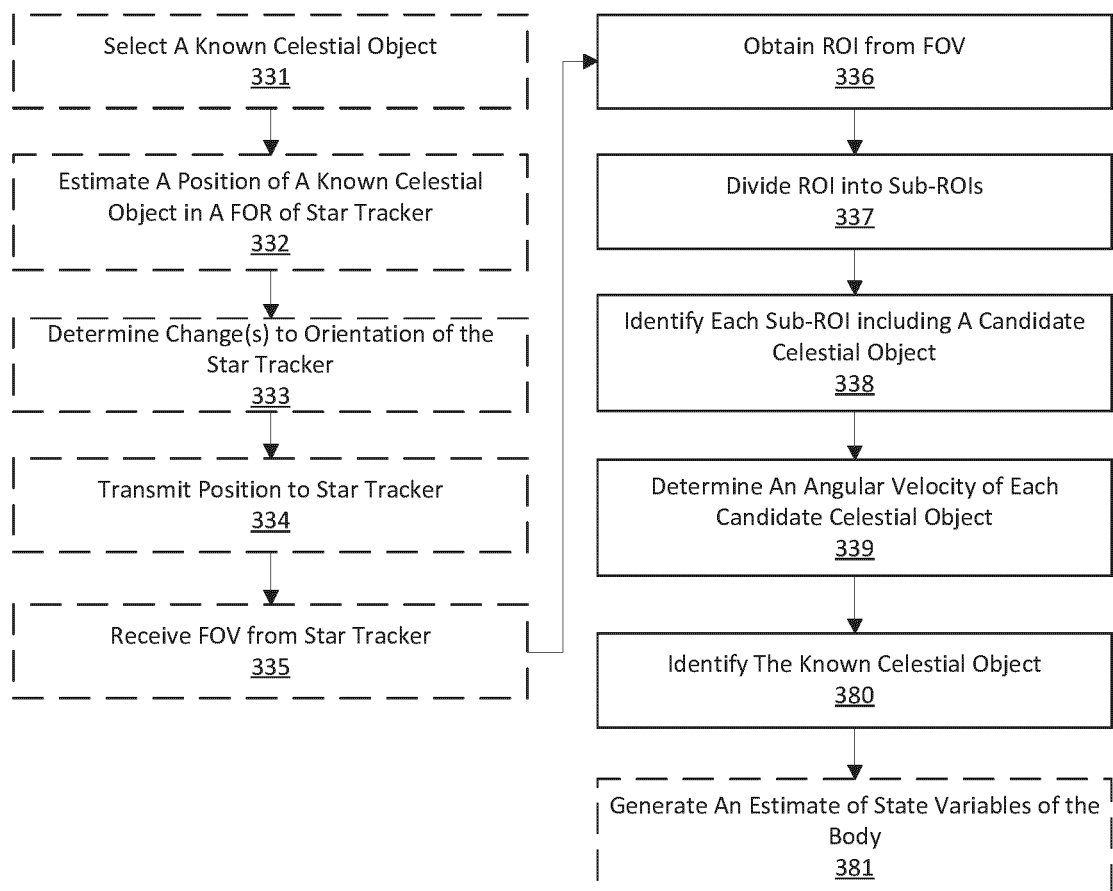 Select A Known Celestial Object
331
Estimate A Position of A Known Celestial
Object in A FOR of Star Tracker
332
Determine Change(s) to Orientation of the
Star Tracker
333
Transmit Position to Star Tracker
334
Receive FOV from Star Tracker
335
Obtain ROI from FOV
336
Divide ROI into Sub-ROIs
337
Identify Each Sub-ROI including A Candidate
Celestial Object
338
Determine An Angular Velocity of Each
Candidate Celestial Object
339
Identify The Known Celestial Object
380
Generate An Estimate of State Variables of the
Body
381